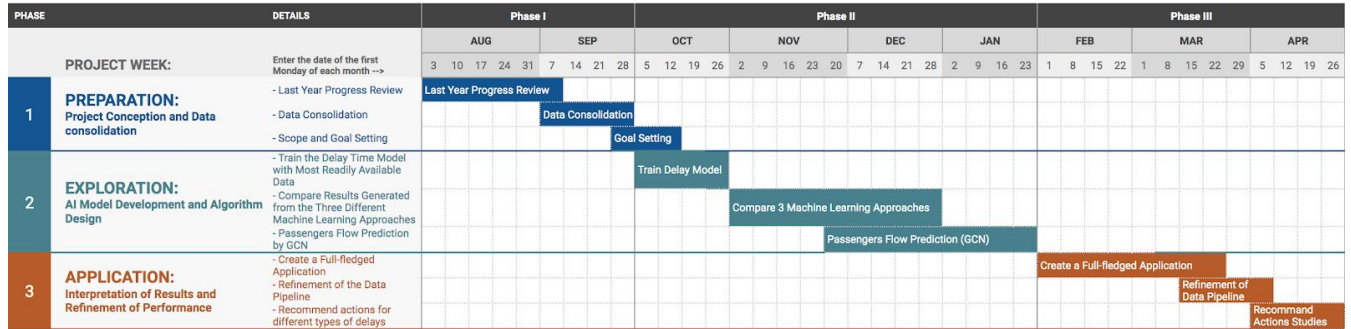 PHASE DETAILS Phase I Phase II Phase III
AUG SEP OCT NOV DEC JAN FEB MAR APR
PROJECT WEEK:
Enter the date of the first
Monday of each month -->
3 10 17 24 31 7 14 21 28 5 12 19 26 2 9 16 23 20 7 14 21 28 2 9 16 23 1 8 15 22 1 8 15 22 29 5 12 19 26
1
PREPARATION:
Project Conception and Data
consolidation
- Last Year Progress Review
- Data Consolidation
- Scope and Goal Setting
Last Year Progress Review
Data Consolidation
Goal Setting
2
EXPLORATION:
AI Model Development and Algorithm
Design
- Train the Delay Time Model
with Most Readily Available
Data
- Compare Results Generated
from the Three Different
Machine Learning Approaches
- Passengers Flow Prediction
by GCN
Train Delay Model
Compare 3 Machine Learning Approaches
Passengers Flow Prediction (GCN)
3
APPLICATION:
Interpretation of Results and
Refinement of Performance
- Create a Full-fledged
Application
- Refinement of the Data
Pipeline
- Recommend actions for
different types of delays
Create a Full-fledged Application
Refinement of
Data Pipeline
Recommand
Actions Studies